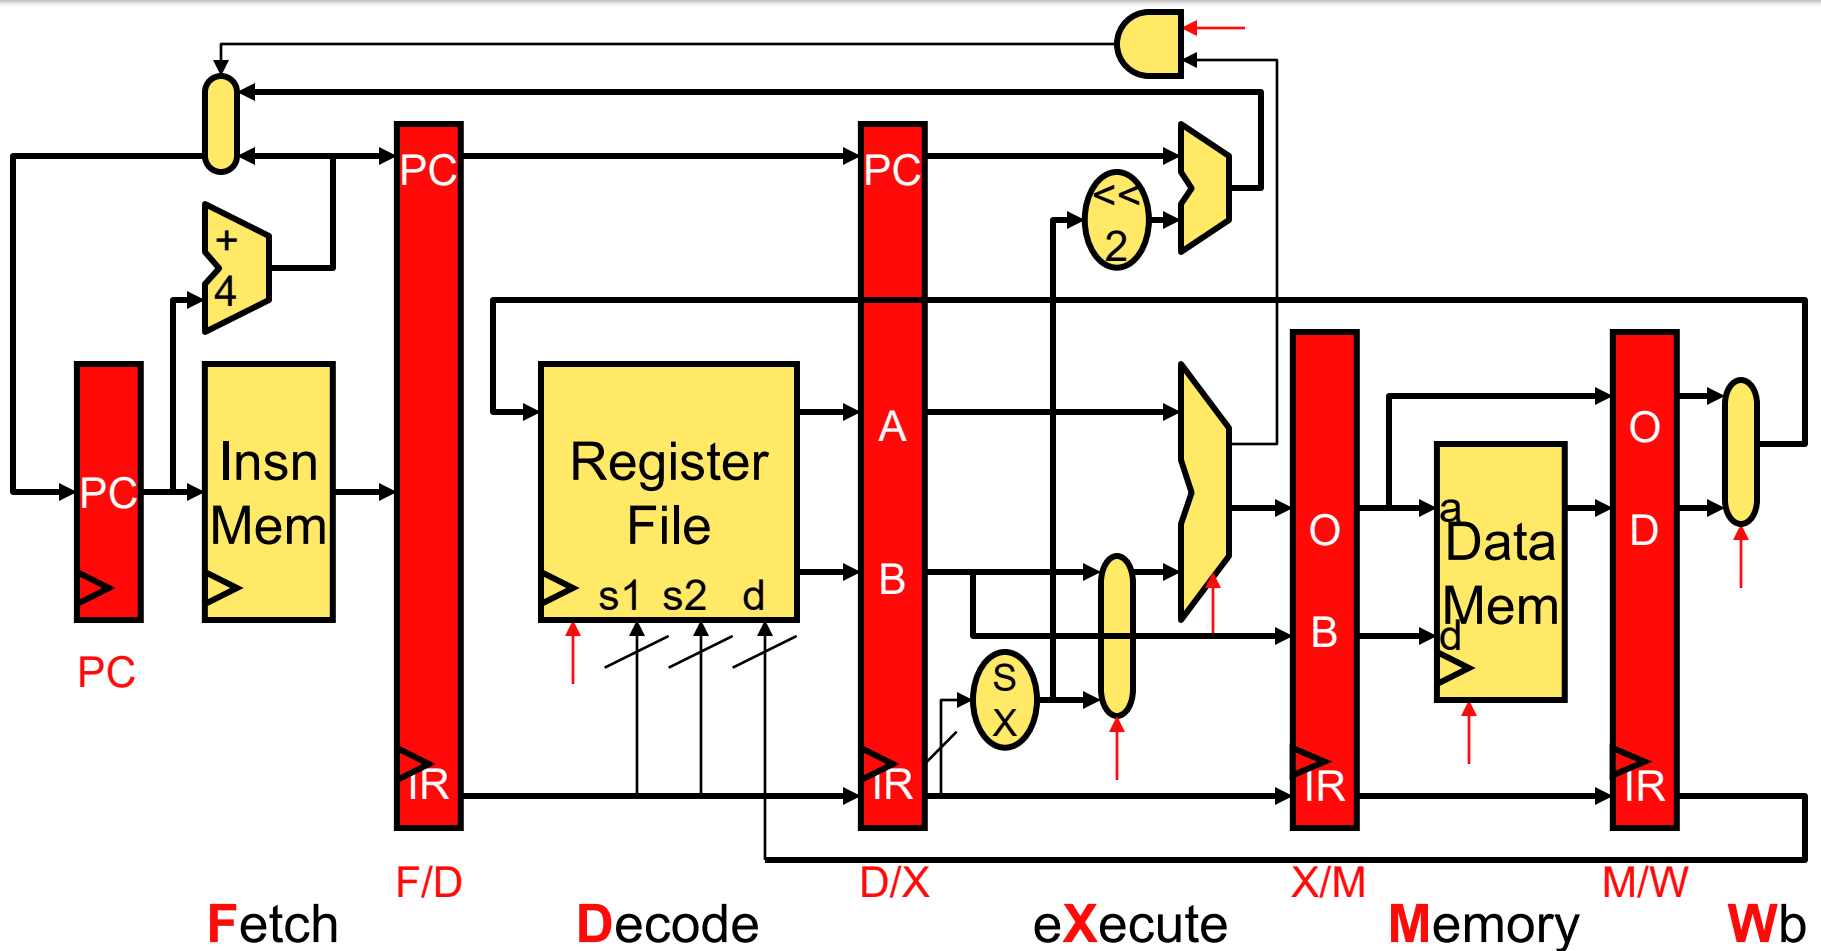 PC
PC
<<
2
+
4
A
Insn
Mem
Register
File
O
PC
O
D
a
Data
Mem
d
B
s1 s2 d
B
S
X
PC
IR
IR
IR
IR
F/D
D/X
X/M
M/W
Fetch
Decode
eXecute
Memory
Wb